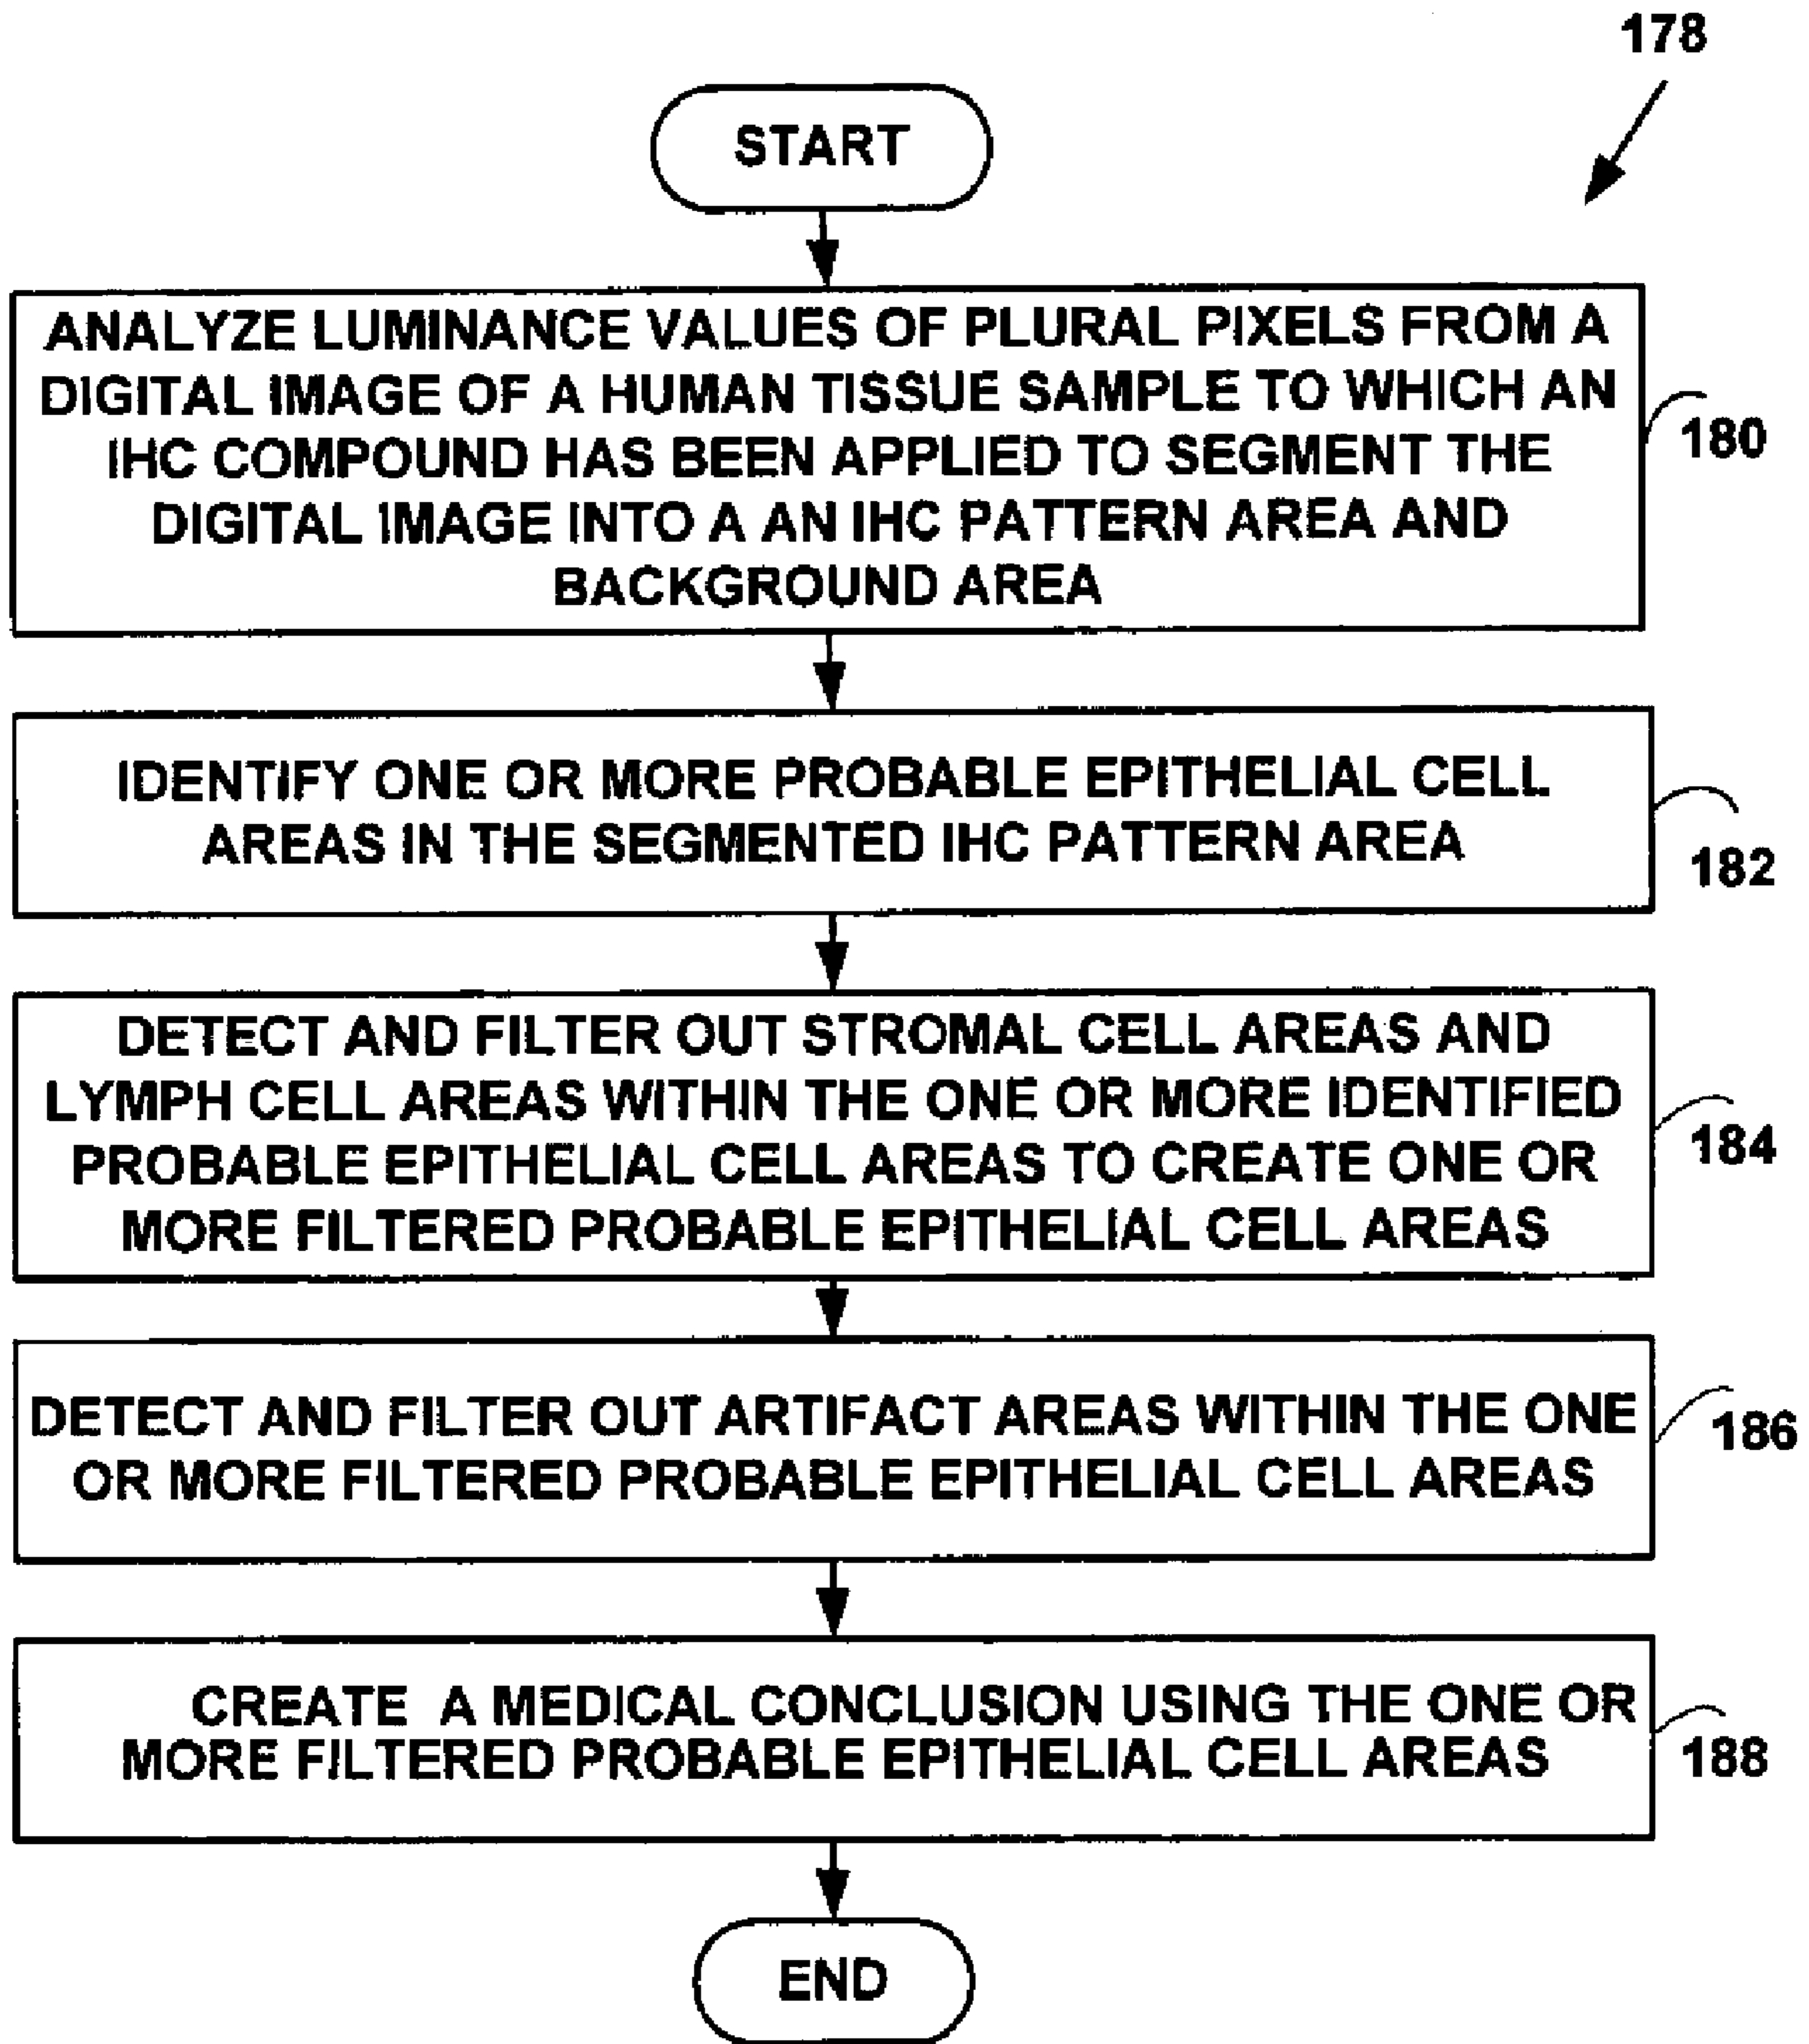 178
START
ANALYZE LUMINANCE VALUES OF PLURAL PIXELS FROM A
DIGITAL IMAGE OF A HUMAN TISSUE SAMPLE TO WHICH AN
IHC COMPOUND HAS BEEN APPLIED TO SEGMENT THE
DIGITAL IMAGE INTO A AN IHC PATTERN AREA AND
BACKGROUND AREA
180
IDENTIFY ONE OR MORE PROBABLE EPITHELIAL CELL
AREAS IN THE SEGMENTED IHC PATTERN AREA
182
DETECT AND FILTER OUT STROMAL CELL AREAS AND
LYMPH CELL AREAS WITHIN THE ONE OR MORE IDENTIFIED
PROBABLE EPITHELIAL CELL AREAS TO CREATE ONE OR
MORE FILTERED PROBABLE EPITHELIAL CELL AREAS
184
DETECT AND FILTER OUT ARTIFACT AREAS WITHIN THE ONE
OR MORE FILTERED PROBABLE EPITHELIAL CELL AREAS
186
CREATE A MEDICAL CONCLUSION USING THE ONE OR
MORE FILTERED PROBABLE EPITHELIAL CELL AREAS
188
END